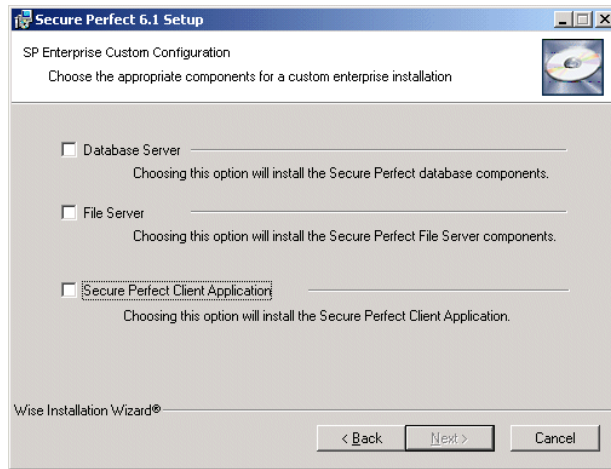 Secure Perfect 6.1 Setup
SP Enterprise Custom Configuration
Choose the appropriate components for a custom enterprise installation
Database Server
Choosing this option will install the Secure Perfect database components.
File Server
Choosing this option will install the Secure Perfect File Server components.
Secure Perfect Client Application
Choosing this option will install the Secure Perfect Client Application.
Wise Installation Wizard®
< Back
Next >
Cancel